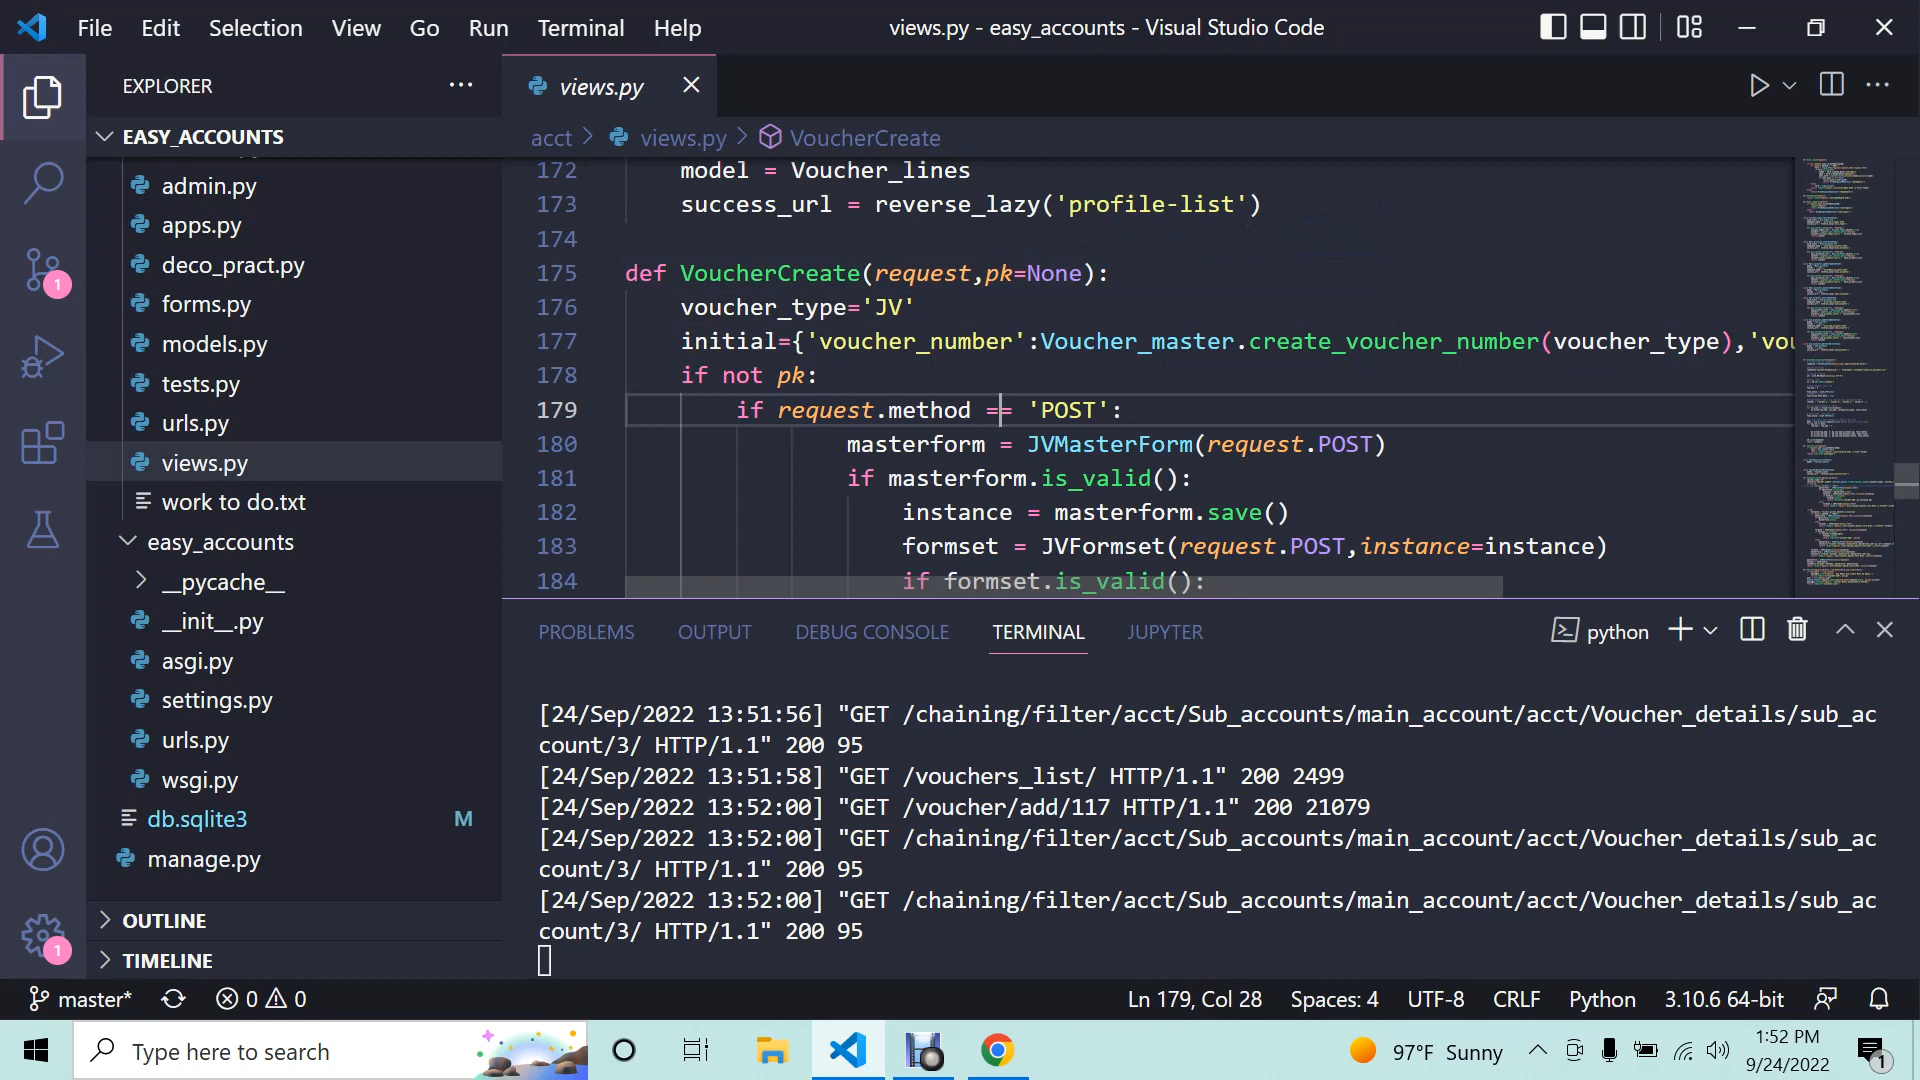 File Edit Selection View Go Run Terminal Help
views.py - easy_accounts - Visual Studio Code
EXPLORER
EASY_ACCOUNTS
admin.py
apps.py
deco_pract.py
forms.py
models.py
tests.py
urls.py
views.py
work to do.txt
easy_accounts
__pycache__
__init__.py
asgi.py
settings.py
urls.py
wsgi.py
db.sqlite3 M
manage.py
OUTLINE
TIMELINE
1
1
views.py
acct > views.py > VoucherCreate
172 model = Voucher_lines
173 success_url = reverse_lazy('profile-list')
174
175 def VoucherCreate(request,pk=None):
176 voucher_type='JV'
177 initial={'voucher_number':Voucher_master.create_voucher_number(voucher_type),'vou
178 if not pk:
179 if request.method == 'POST':
180 masterform = JVMasterForm(request.POST)
181 if masterform.is_valid():
182 instance = masterform.save()
183 formset = JVFormset(request.POST,instance=instance)
184 if formset.is_valid():
PROBLEMS OUTPUT DEBUG CONSOLE TERMINAL JUPYTER
python
[24/Sep/2022 13:51:56] "GET /chaining/filter/acct/Sub_accounts/main_account/acct/Voucher_details/sub_ac
count/3/ HTTP/1.1" 200 95
[24/Sep/2022 13:51:58] "GET /vouchers_list/ HTTP/1.1" 200 2499
[24/Sep/2022 13:52:00] "GET /voucher/add/117 HTTP/1.1" 200 21079
[24/Sep/2022 13:52:00] "GET /chaining/filter/acct/Sub_accounts/main_account/acct/Voucher_details/sub_ac
count/3/ HTTP/1.1" 200 95
[24/Sep/2022 13:52:00] "GET /chaining/filter/acct/Sub_accounts/main_account/acct/Voucher_details/sub_ac
count/3/ HTTP/1.1" 200 95
master* 0 0 Ln 179, Col 28 Spaces: 4 UTF-8 CRLF Python 3.10.6 64-bit
Type here to search
97°F Sunny
1:52 PM
9/24/2022
1